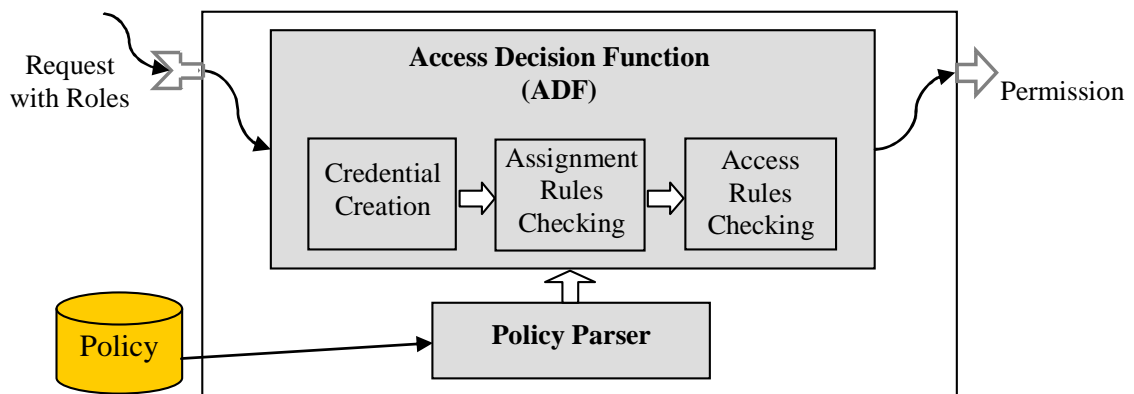 Access Decision Function
(ADF)
Request
with Roles
Permission
Credential
Creation
Assignment
Rules
Checking
Access
Rules
Checking
Policy
Policy Parser